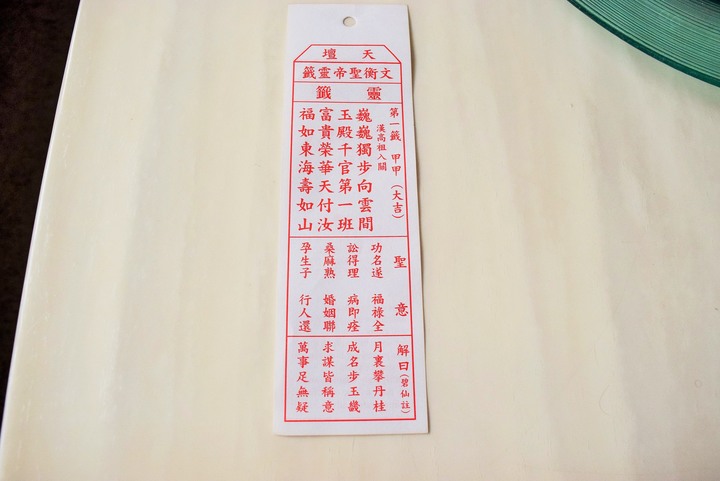 天壇
文衡聖帝靈籤
靈籤
第一籤 甲甲(大吉)
漢高祖入關
巍巍獨步向雲間
玉殿千官第一班
富貴榮華天付汝
福如東海壽如山
聖意
功名遂 福祿全
訟得理 病即痊
桑麻熟 婚姻聯
孕生子 行人還
解曰(碧仙註)
月裏攀丹桂
成名步玉畿
求謀皆稱意
萬事足無疑